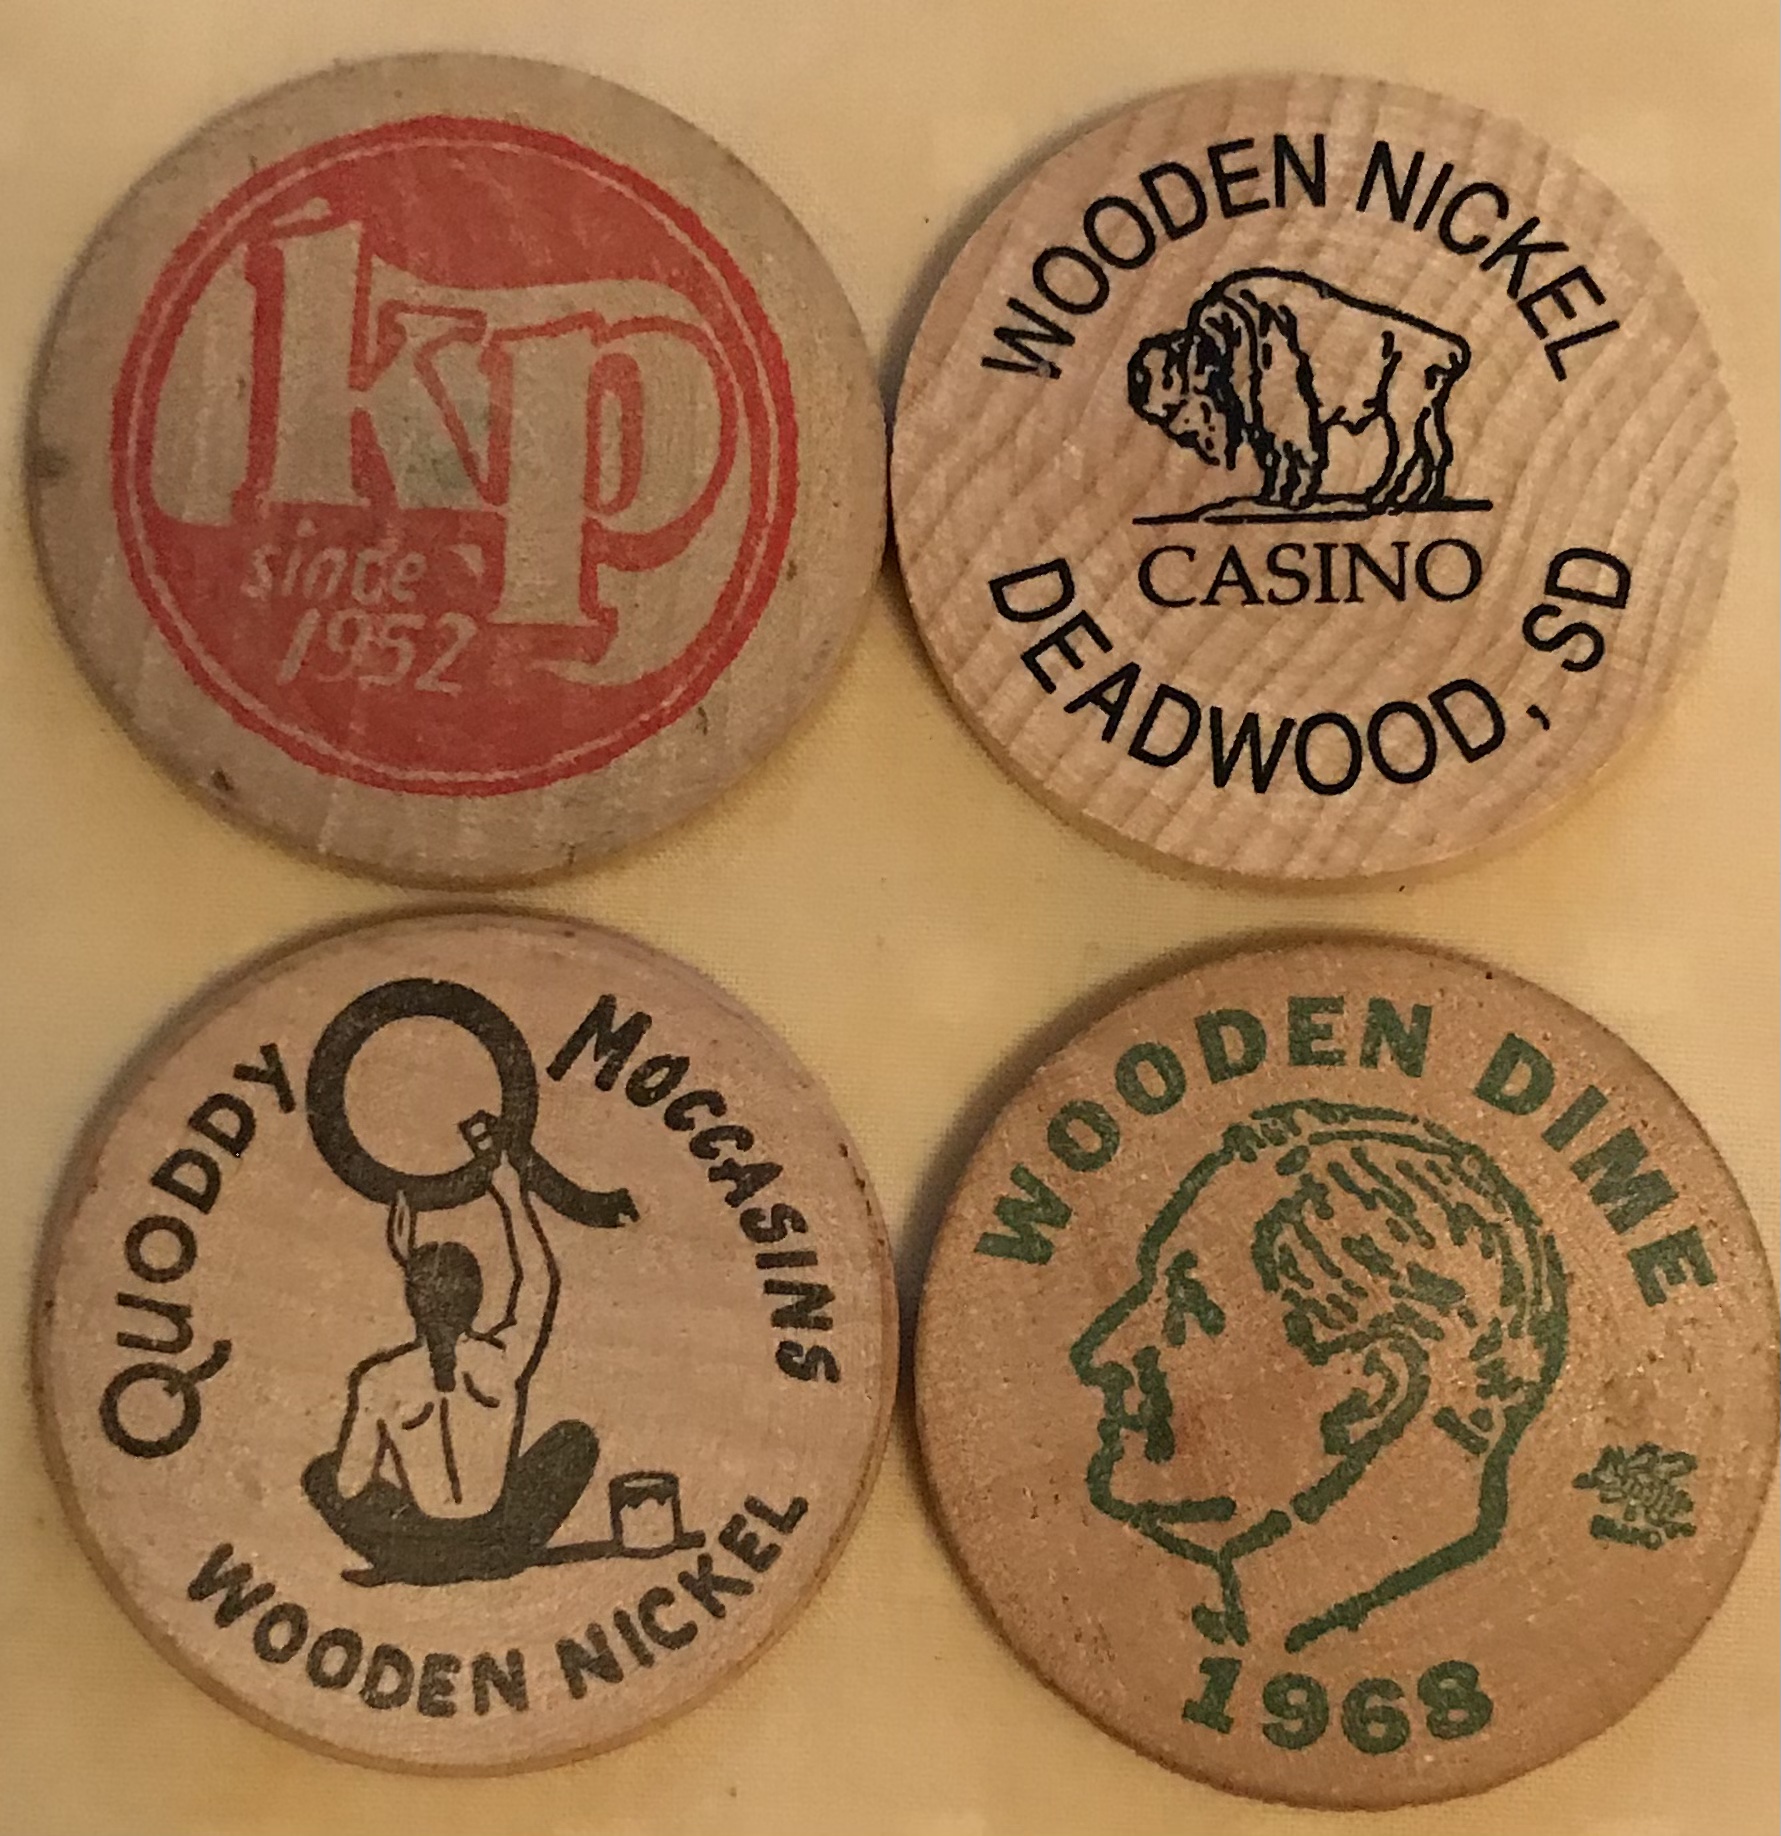 kp
since
1952
WOODEN NICKEL
CASINO
DEADWOOD, SD
QUODDY MOCCASINS
WOODEN NICKEL
WOODEN DIME
1968